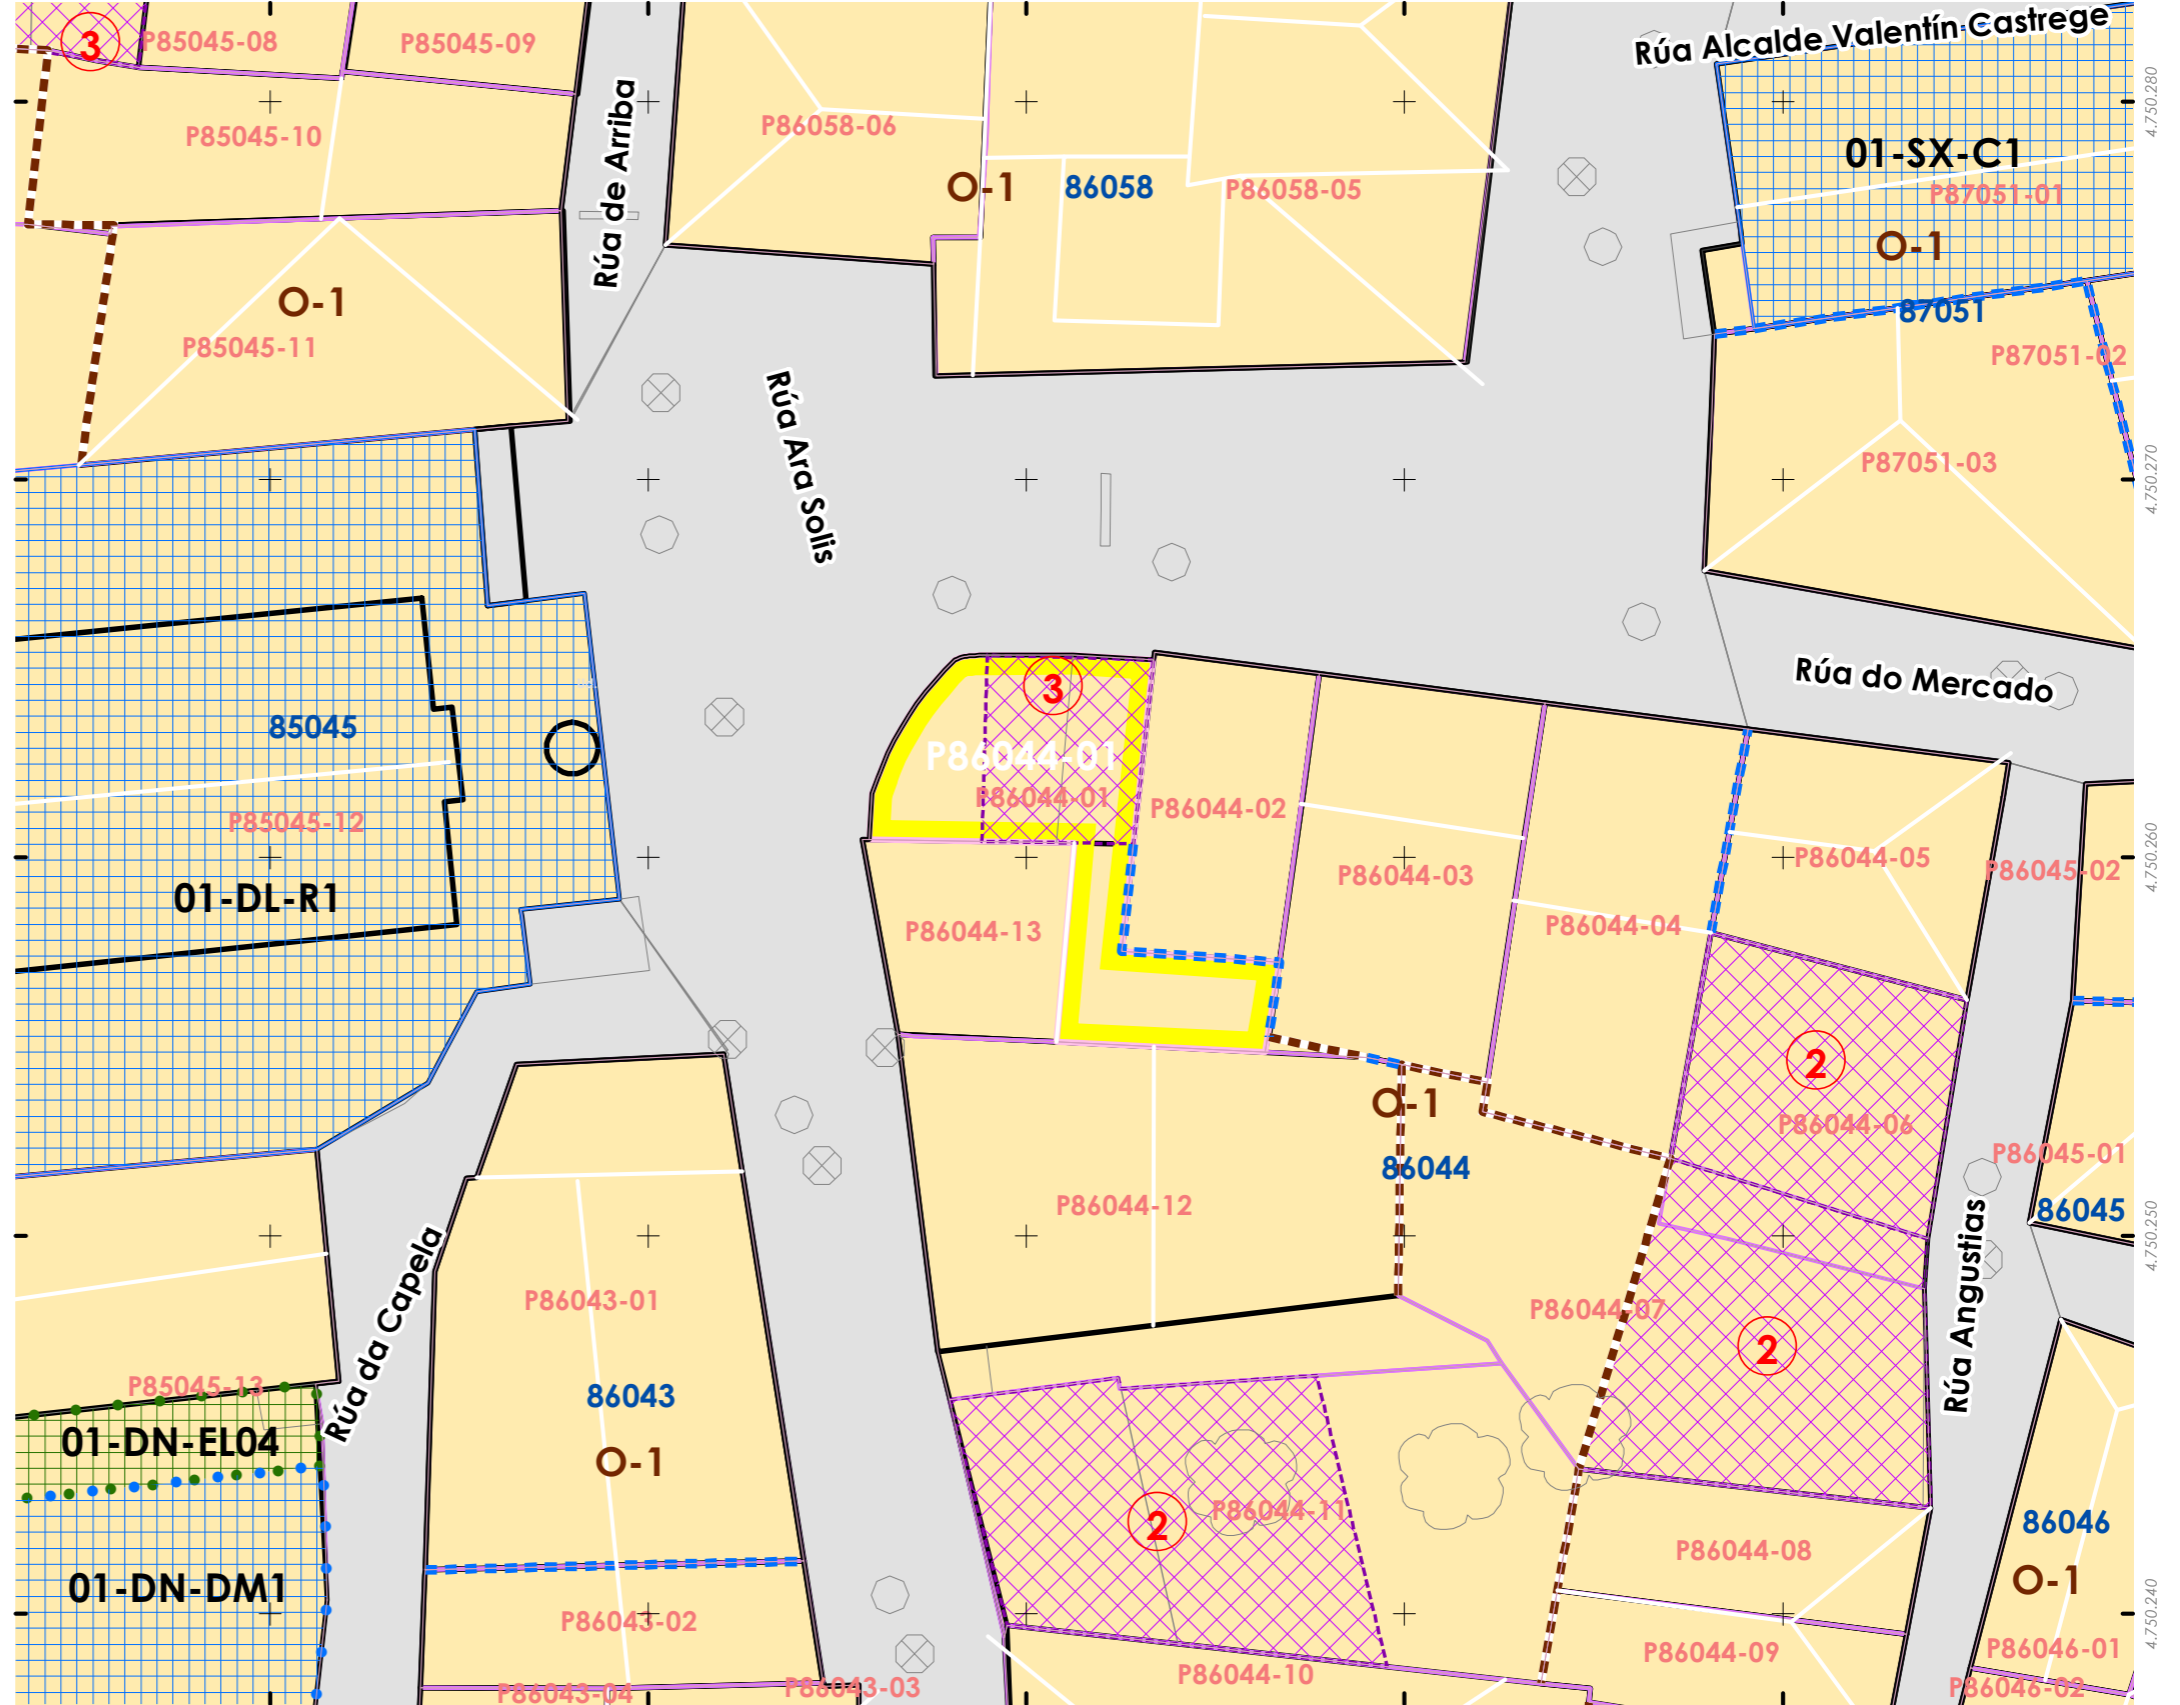 3
P85045-08
P85045-09
Rúa Alcalde Valentín Castrege
4.750.280
P85045-10
Rúa de Arriba
P86058-06
O-1
86058
P86058-05
01-SX-C1
P87051-01
O-1
O-1
P85045-11
87051
P87051-02
Rúa Ara Solis
P87051-03
4.750.270
Rúa do Mercado
3
85045
P86044-01
P86044-01
P86044-02
P85045-12
P86044-03
P86044-05
P86045-02
4.750.260
01-DL-R1
P86044-13
P86044-04
2
O-1
P86044-06
86044
P86045-01
86045
P86044-12
4.750.250
Rúa da Capela
P86043-01
P86044-07
Rúa Angustias
2
P85045-13
86043
01-DN-EL04
O-1
P86044-11
2
86046
P86044-08
O-1
01-DN-DM1
P86043-02
4.750.240
P86044-09
P86046-01
P86044-10
P86043-04
P86043-03
P86046-02